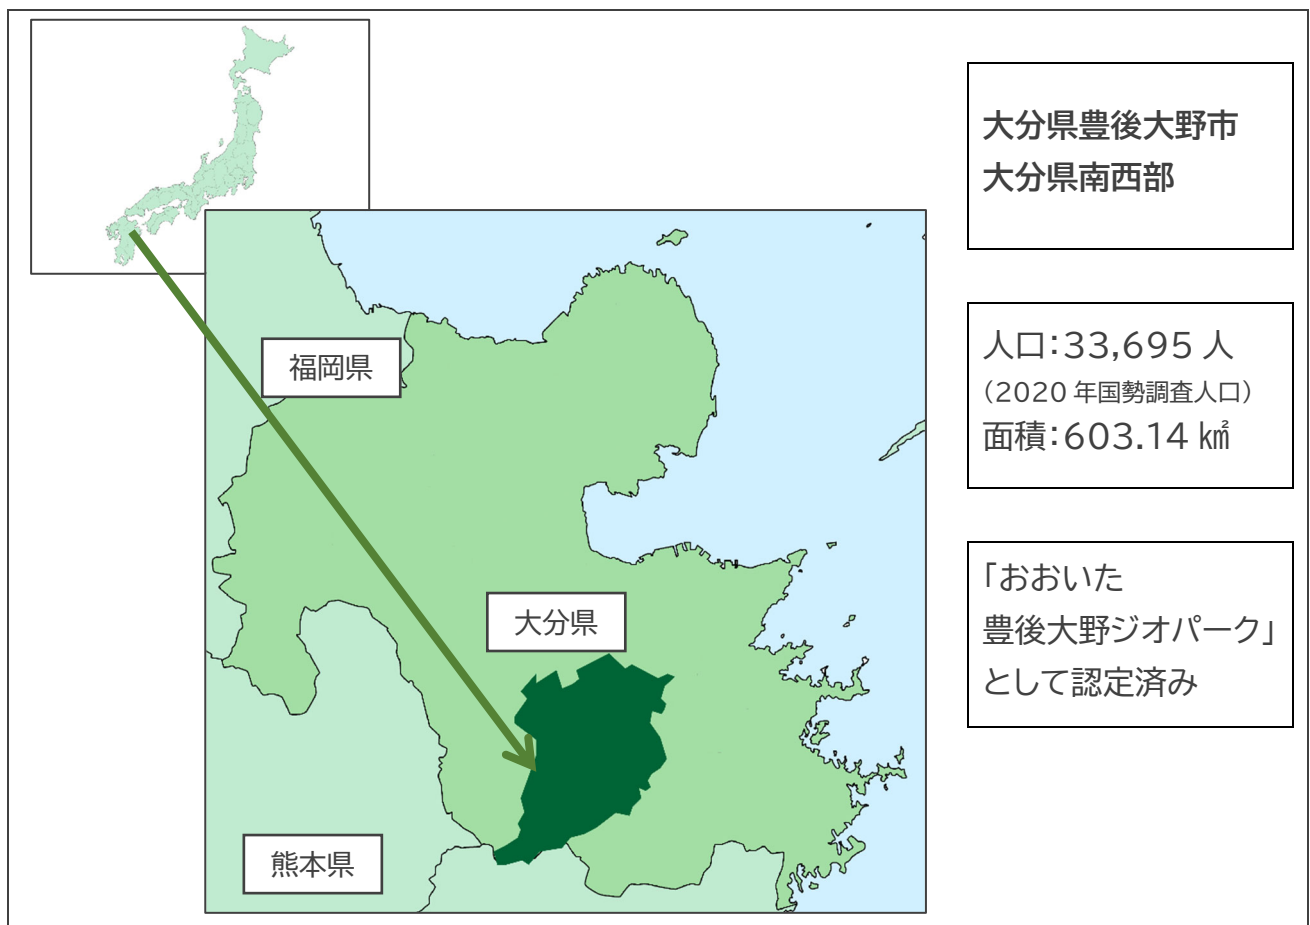 大分県豊後大野市
大分県南西部
人口：33,695 人
（2020 年国勢調査人口）
面積：603.14 ㎢
「おおいた
豊後大野ジオパーク」
として認定済み
福岡県
大分県
熊本県